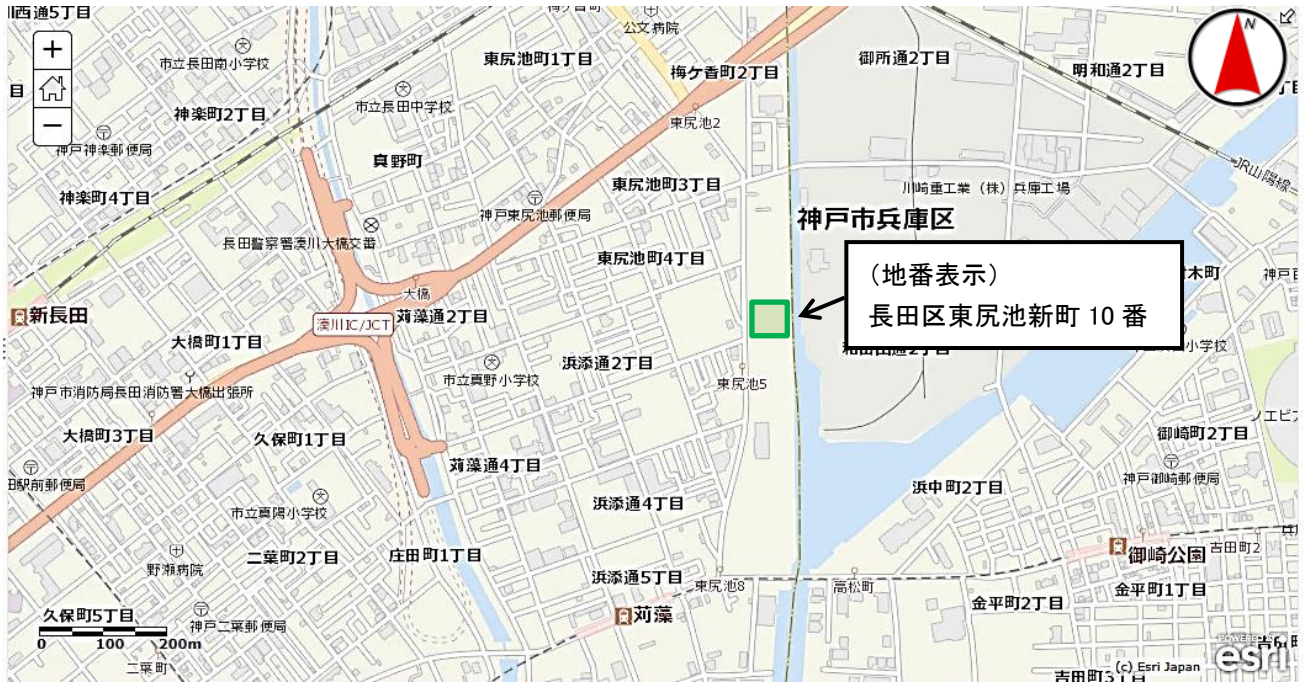 川西通5丁目
公文病院
N
市立長田南小学校
東尻池町1丁目
梅ケ香町2丁目
御所通2丁目
明和通2丁目
+
−
神楽町2丁目
市立長田中学校
東尻池2
神戸神楽郵便局
真野町
JR山陽線
神楽町4丁目
東尻池町3丁目
川崎重工業（株）兵庫工場
神戸東尻池郵便局
神戸市兵庫区
長田警察署湊川大橋交番
東尻池町4丁目
（地番表示）
長田区東尻池新町 10 番
大橋
新長田
湊川IC/JCT
苅藻通2丁目
大橋町1丁目
浜添通2丁目
市立真野小学校
東尻池5
神戸市消防局長田消防署大橋出張所
大橋町3丁目
久保町1丁目
御崎町2丁目
苅藻通4丁目
神戸御崎郵便局
田駅前郵便局
浜中町2丁目
市立真陽小学校
浜添通4丁目
野瀬病院
二葉町2丁目
庄田町1丁目
御崎公園
吉田町2
浜添通5丁目
東尻池8
高松町
金平町1丁目
金平町2丁目
久保町5丁目
神戸二葉郵便局
苅藻
0 100 200m
二葉町
POWERED BY
esri
(c) Esri Japan
吉田町3丁目